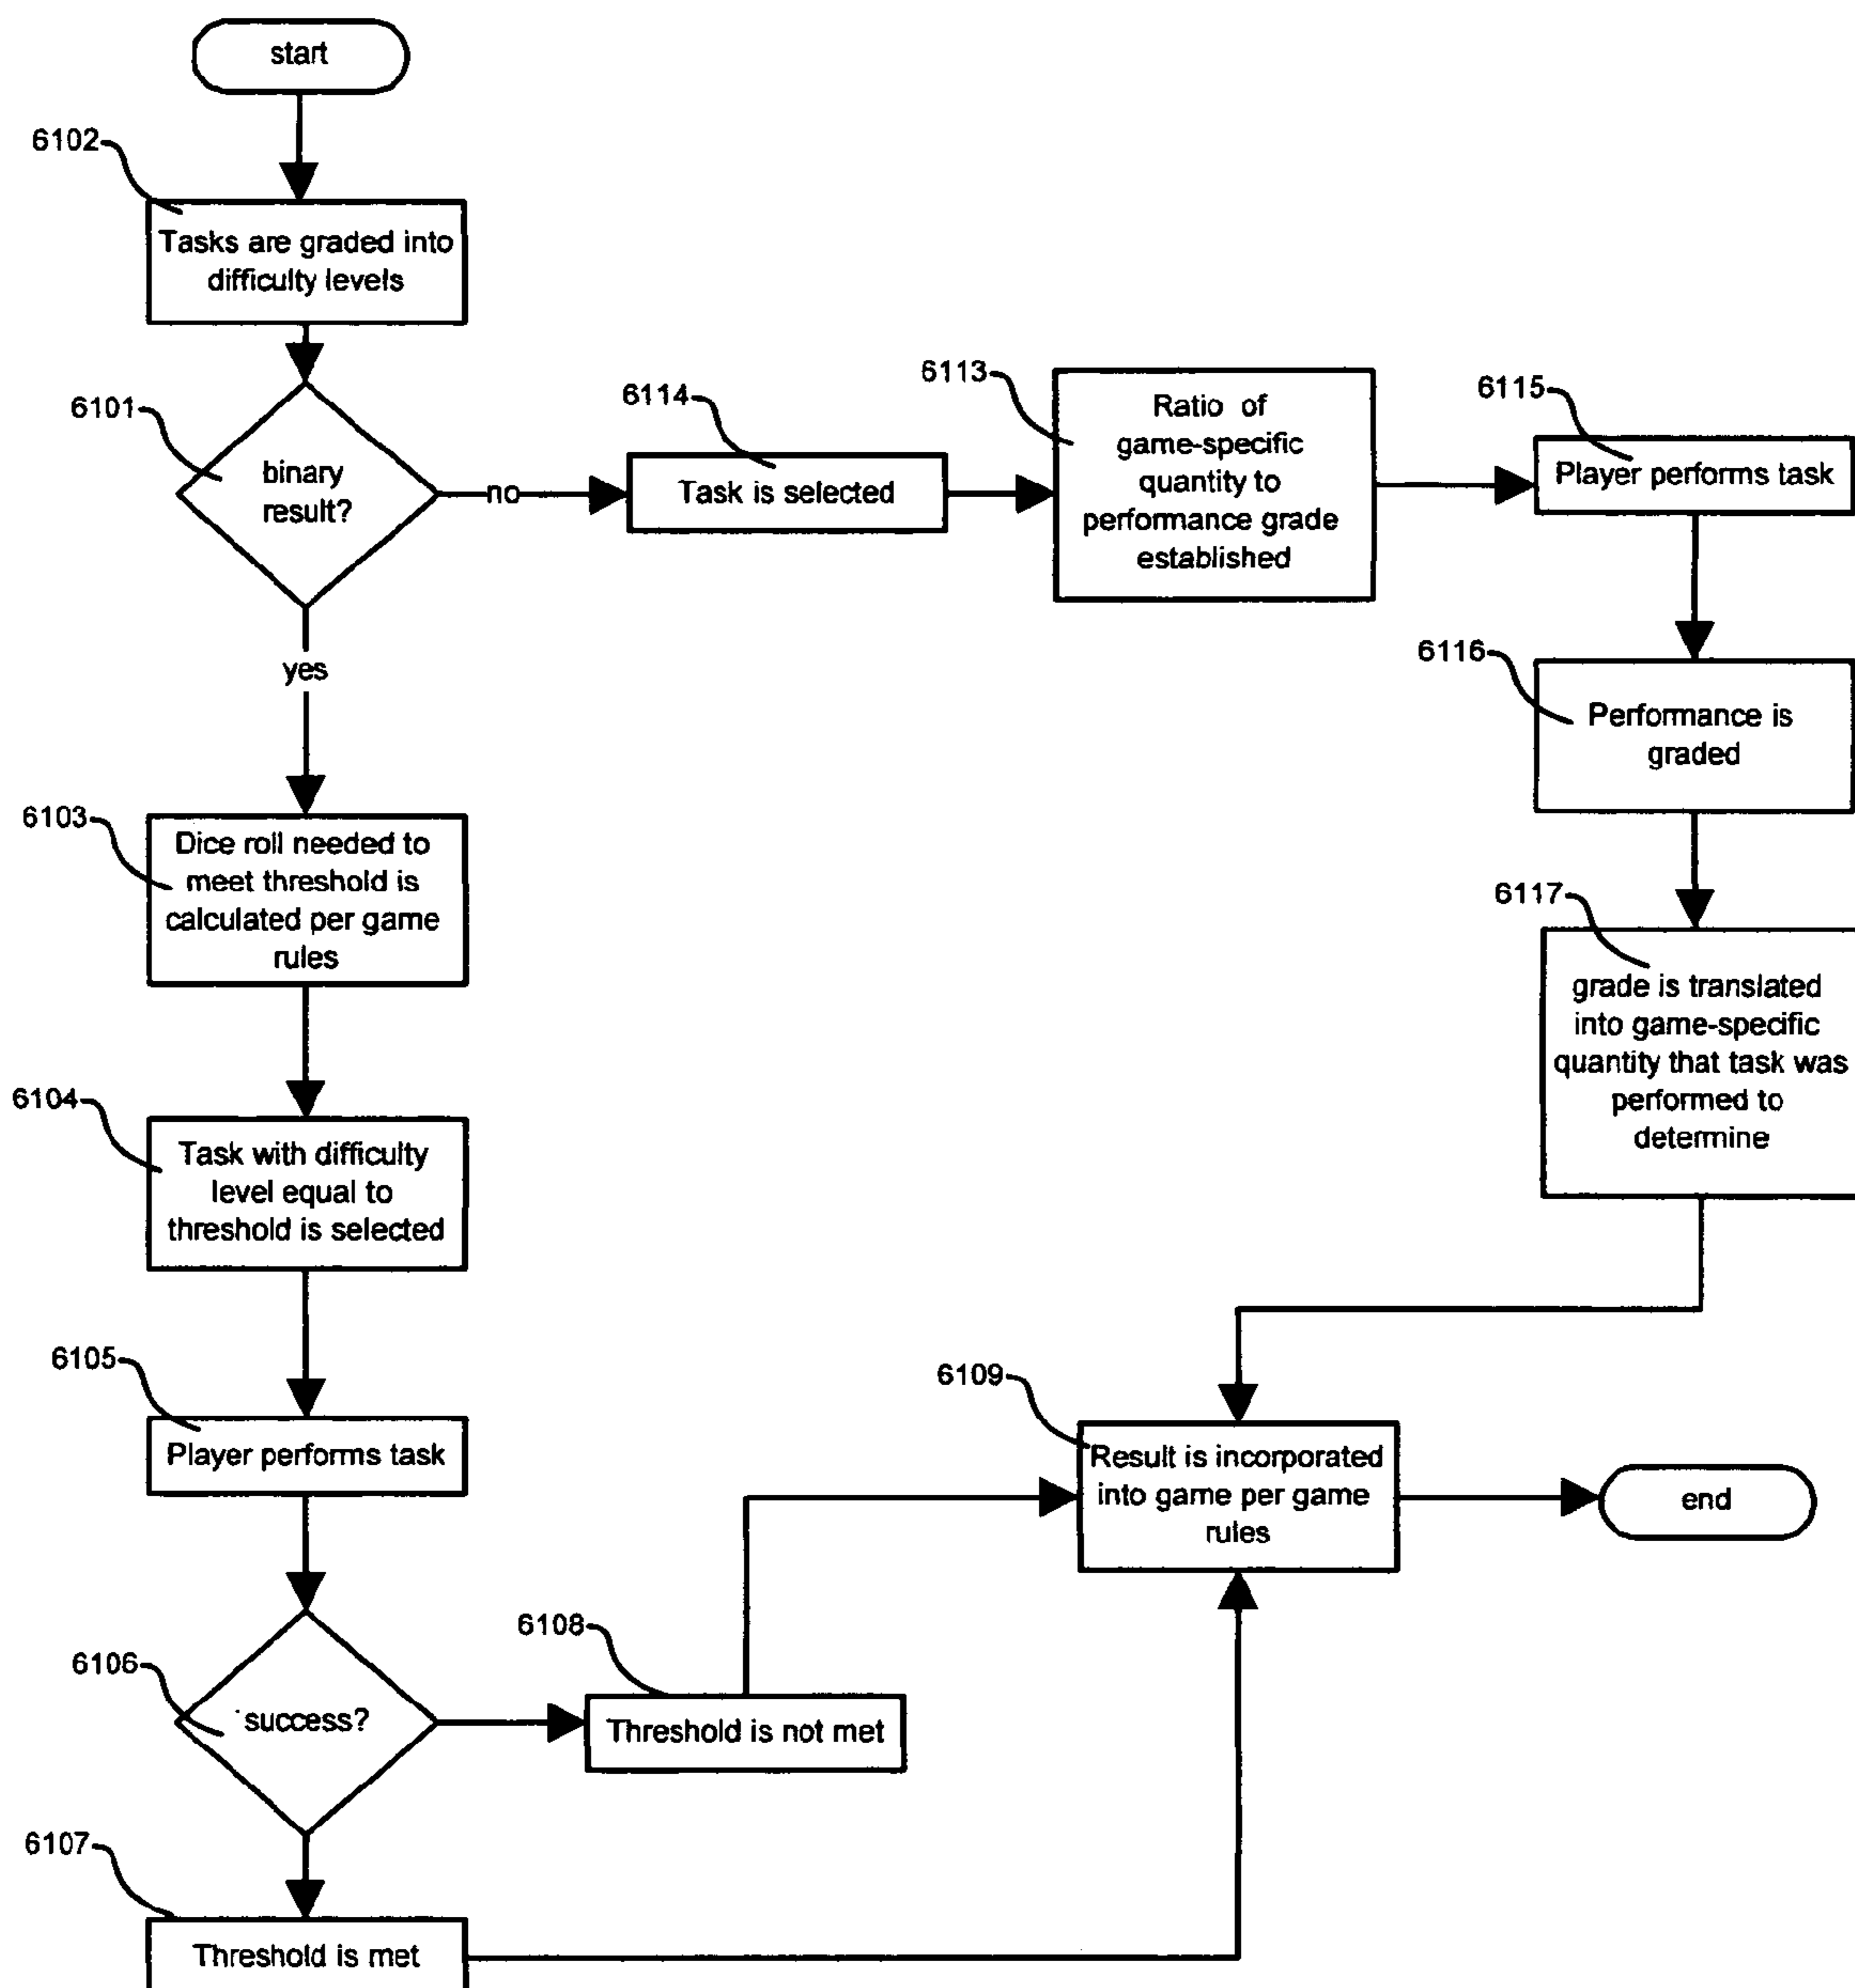 start
6102
Tasks are graded into
difficulty levels
6101
binary
result?
no
6114
Task is selected
6113
Ratio of
game-specific
quantity to
performance grade
established
6115
Player performs task
6116
Performance is
graded
6117
grade is translated
into game-specific
quantity that task was
performed to
determine
yes
6103
Dice roll needed to
meet threshold is
calculated per game
rules
6104
Task with difficulty
level equal to
threshold is selected
6105
Player performs task
6106
success?
6108
Threshold is not met
6107
Threshold is met
6109
Result is incorporated
into game per game
rules
end